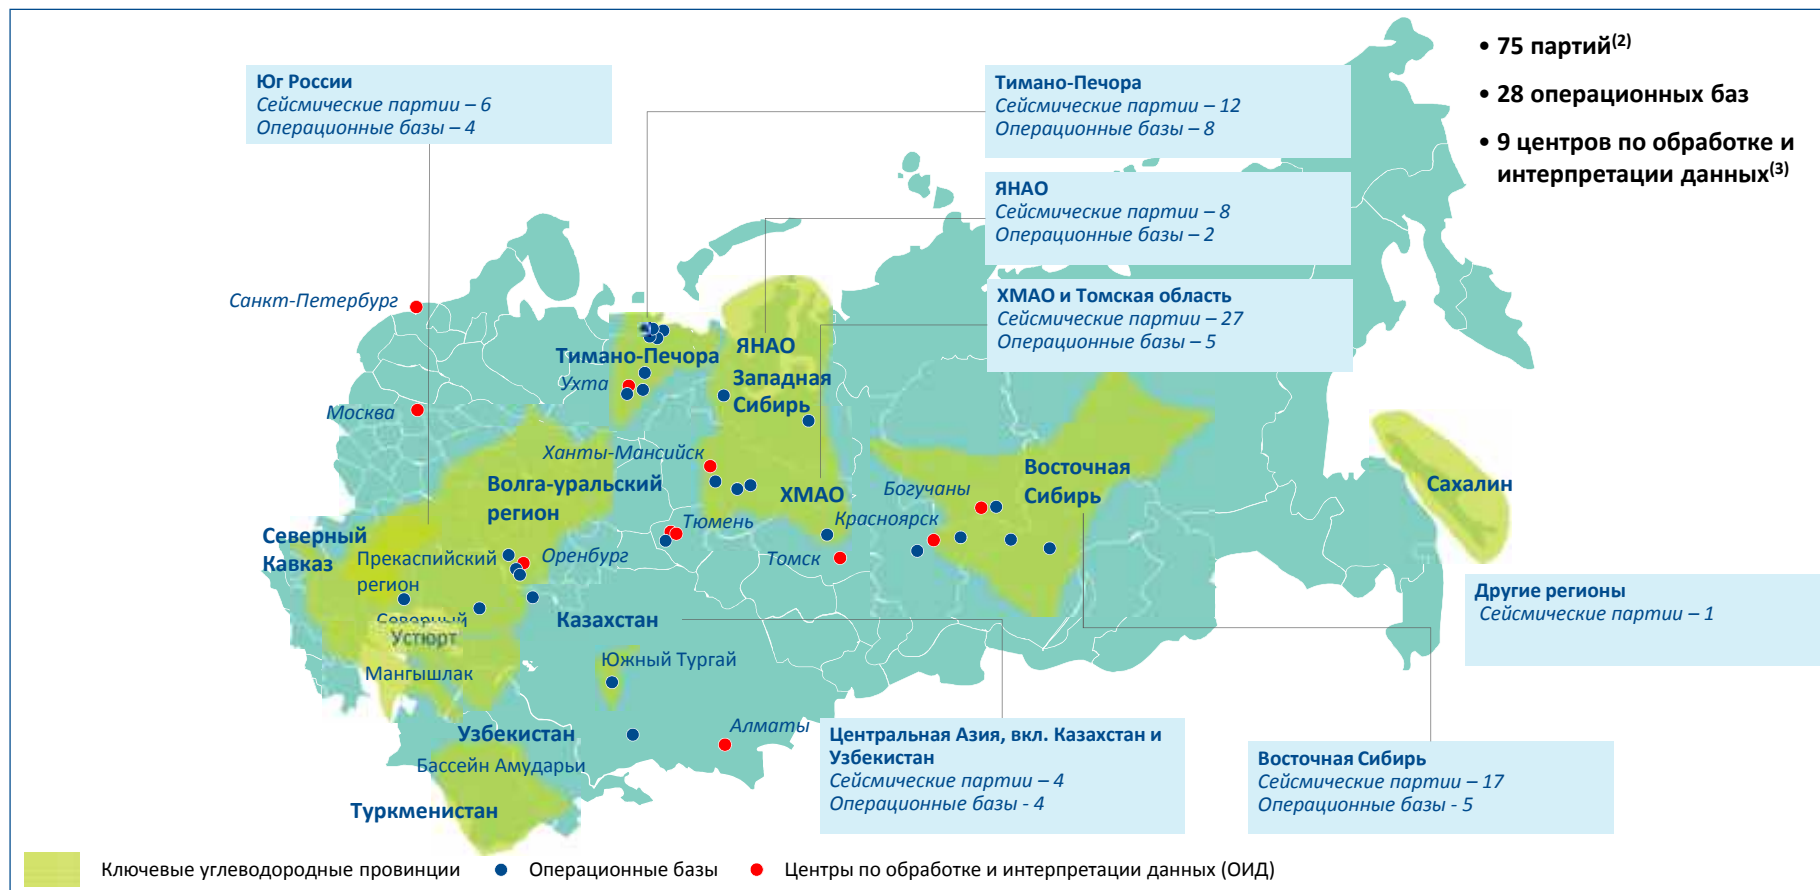 • 75 партий(2)
• 28 операционных баз
• 9 центров по обработке и
интерпретации данных(3)
Юг России
Сейсмические партии – 6
Операционные базы – 4
Тимано-Печора
Сейсмические партии – 12
Операционные базы – 8
ЯНАО
Сейсмические партии – 8
Операционные базы – 2
ХМАО и Томская область
Сейсмические партии – 27
Операционные базы – 5
Санкт-Петербург
Тимано-Печора
ЯНАО
Ухта
Западная
Сибирь
Москва
Ханты-Мансийск
Волга-уральский
регион
ХМАО
Богучаны
Восточная
Сибирь
Сахалин
Тюмень
Красноярск
Северный
Кавказ
Прекаспийский
регион
Оренбург
Томск
Северный
Устюрт
Казахстан
Мангышлак
Южный Тургай
Другие регионы
Сейсмические партии – 1
Узбекистан
Алматы
Бассейн Амударьи
Туркменистан
Центральная Азия, вкл. Казахстан и
Узбекистан
Сейсмические партии – 4
Операционные базы - 4
Восточная Сибирь
Сейсмические партии – 17
Операционные базы - 5
Ключевые углеводородные провинции
Операционные базы
Центры по обработке и интерпретации данных (ОИД)